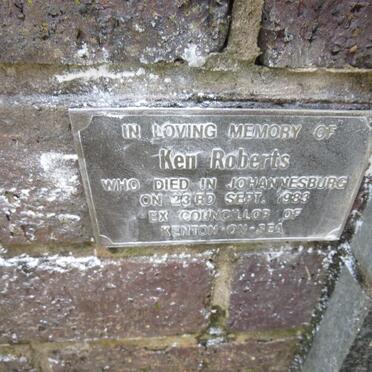 IN LOVING MEMORY OF
Ken Roberts
WHO DIED IN JOHANNESBURG
ON 23RD SEPT. 1983
EX COUNCILLOR OF
KENTON-ON-SEA